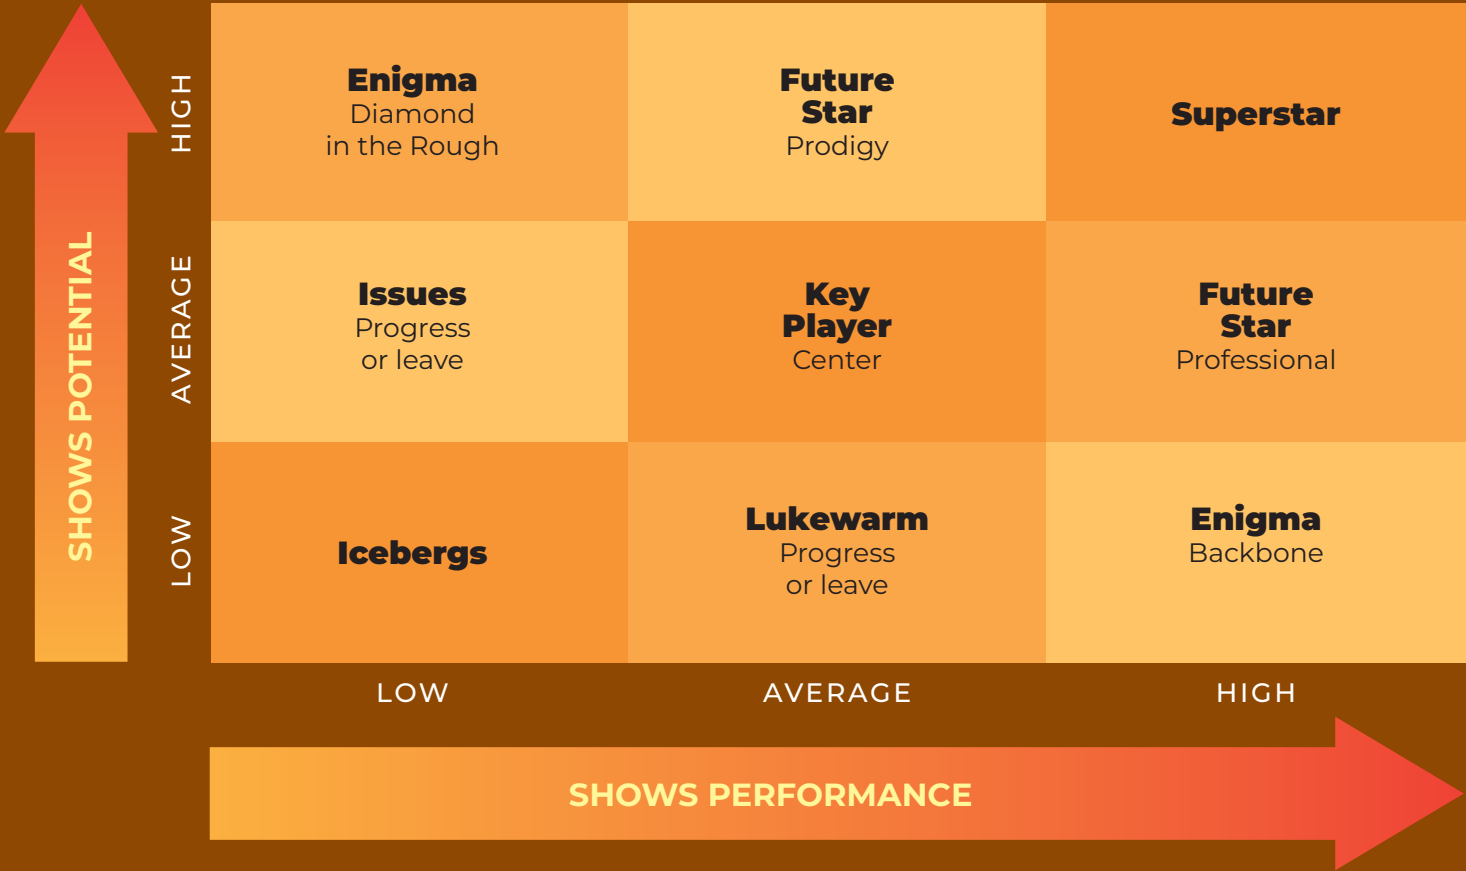 SHOWS POTENTIAL
HIGH
Enigma
Diamond
in the Rough
Future
Star
Prodigy
Superstar
AVERAGE
Issues
Progress
or leave
Key
Player
Center
Future
Star
Professional
LOW
Icebergs
Lukewarm
Progress
or leave
Enigma
Backbone
LOW
AVERAGE
HIGH
SHOWS PERFORMANCE